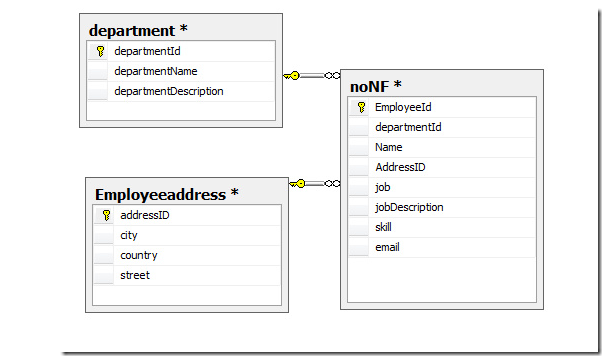 department *
departmentId
departmentName
departmentDescription
noNF *
EmployeeId
departmentId
Name
AddressID
job
jobDescription
skill
email
Employeeaddress *
addressID
city
country
street